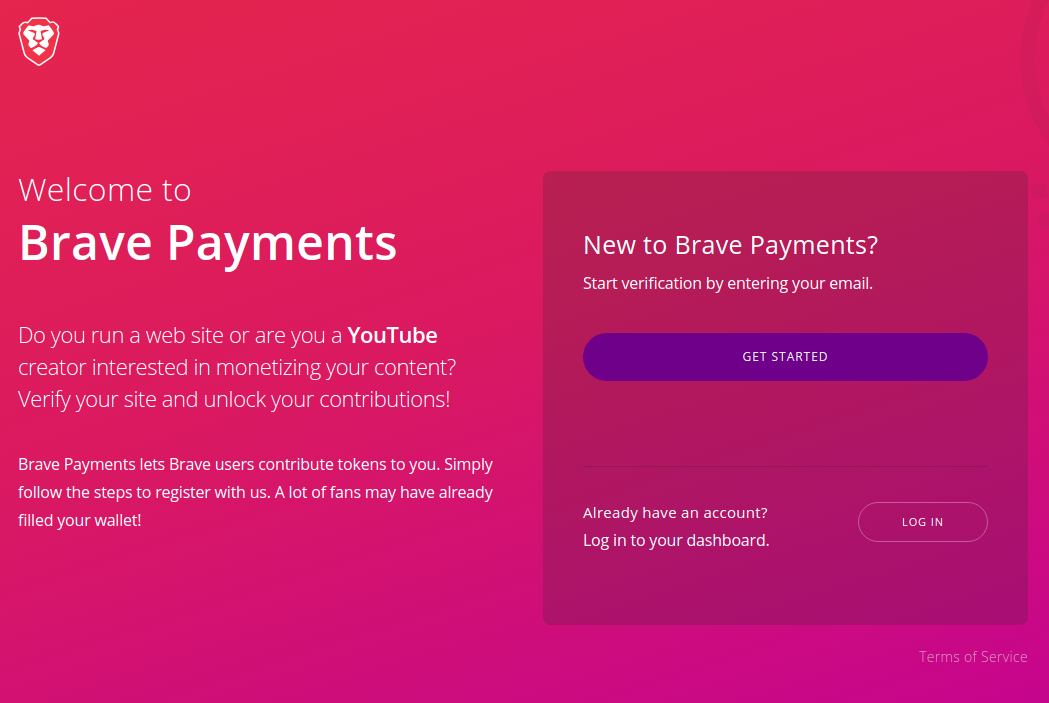 Welcome to
Brave Payments
Do you run a web site or are you a YouTube
creator interested in monetizing your content?
Verify your site and unlock your contributions!
Brave Payments lets Brave users contribute tokens to you. Simply
follow the steps to register with us. A lot of fans may have already
filled your wallet!
New to Brave Payments?
Start verification by entering your email.
GET STARTED
Already have an account?
Log in to your dashboard.
LOG IN
Terms of Service